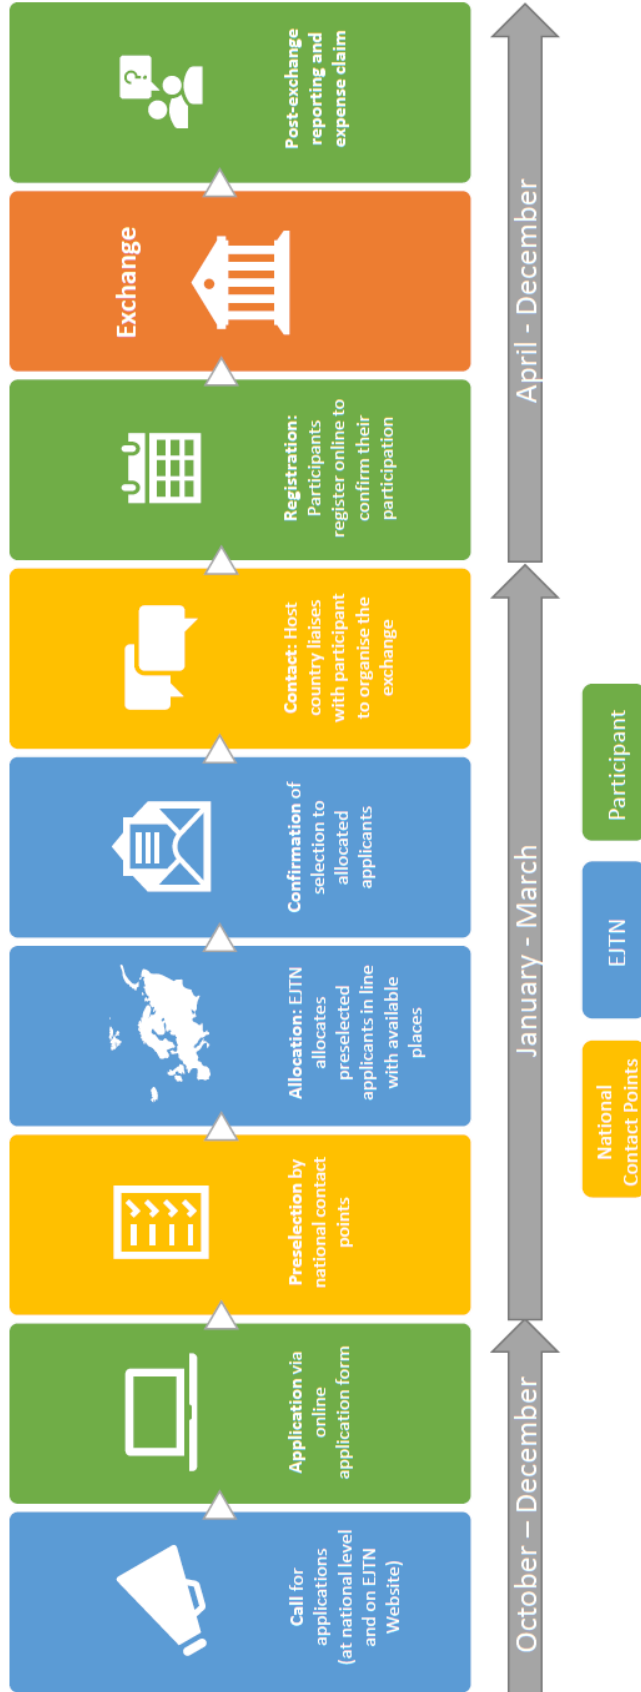 Call for
applications
(at national level
and on EJTN
Website)
Application via
online
application form
Preselection by
national contact
points
Allocation: EJTN
allocates
preselected
applicants in line
with available
places
Confirmation of
selection to
allocated
applicants
Contact: Host
country liaises
with participant
to organise the
exchange
Registration:
Participants
register online to
confirm their
participation
Exchange
?
Post-exchange
reporting and
expense claim
October – December
January - March
April - December
National
Contact Points
EJTN
Participant